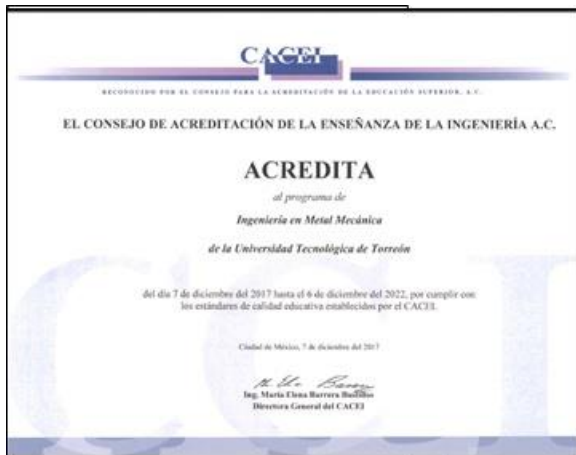 CACEI
RECONOCIDO POR EL CONSEJO PARA LA ACREDITACIÓN DE LA EDUCACIÓN SUPERIOR, A.C.
EL CONSEJO DE ACREDITACIÓN DE LA ENSEÑANZA DE LA INGENIERÍA A.C.
ACREDITA
al programa de
Ingeniería en Metal Mecánica
de la Universidad Tecnológica de Torreón
del día 7 de diciembre del 2017 hasta el 6 de diciembre del 2022, por cumplir con
los estándares de calidad educativa establecidos por el CACEI.
Ciudad de México, 7 de diciembre del 2017
Ing. María Elena Barrera Bustillos
Directora General del CACEI